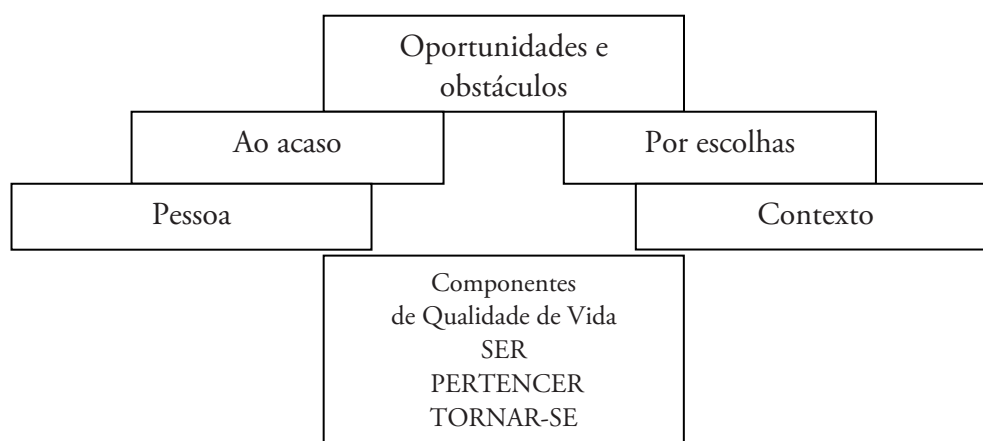 Oportunidades e
obstáculos
Ao acaso
Por escolhas
Pessoa
Contexto
Componentes
de Qualidade de Vida
SER
PERTENCER
TORNAR-SE